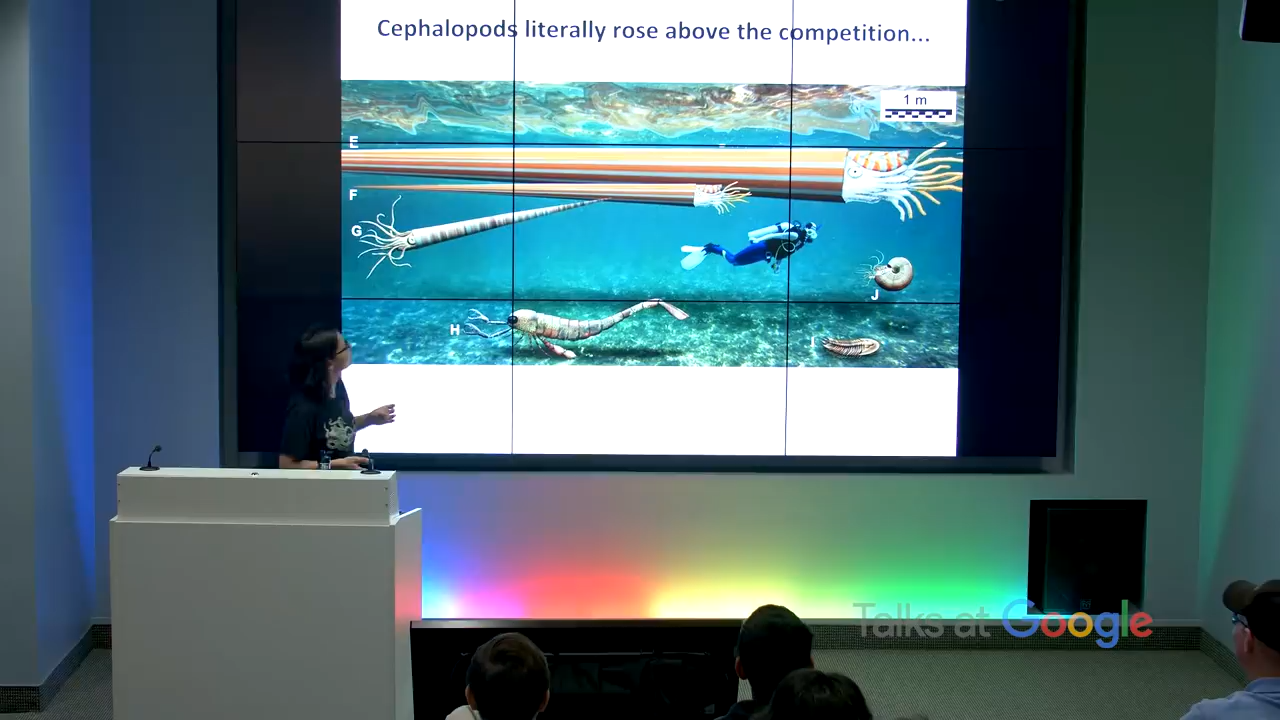 Cephalopods literally rose above the competition...
1 m
E
F
G
J
H
I
Talks at Google